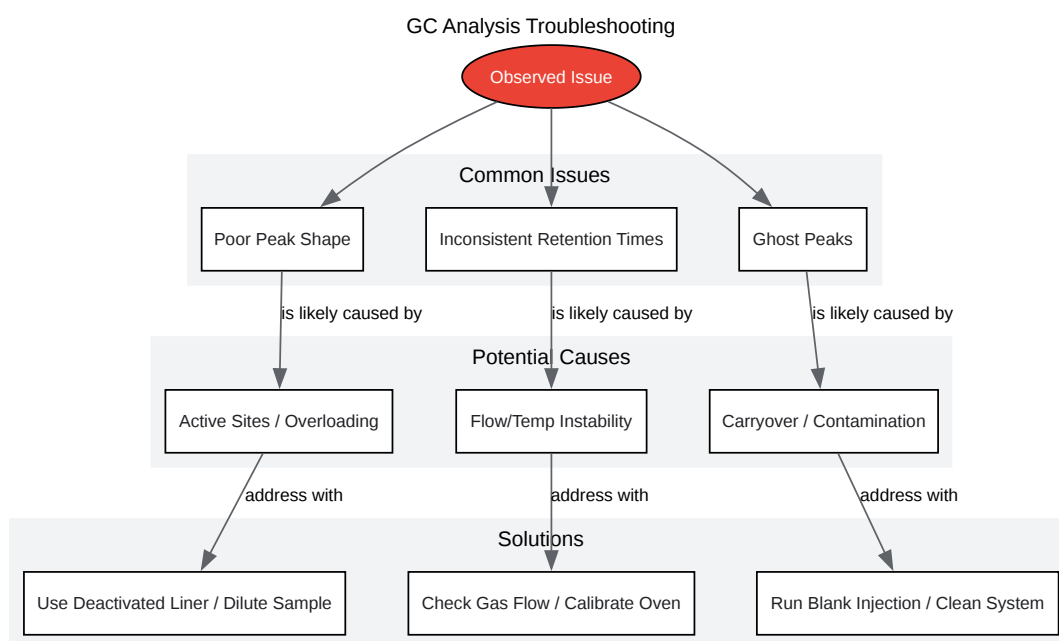 GC Analysis Troubleshooting
Observed Issue
Common Issues
Poor Peak Shape
Inconsistent Retention Times
Ghost Peaks
is likely caused by
is likely caused by
is likely caused by
Potential Causes
Active Sites / Overloading
Flow/Temp Instability
Carryover / Contamination
address with
address with
address with
Solutions
Use Deactivated Liner / Dilute Sample
Check Gas Flow / Calibrate Oven
Run Blank Injection / Clean System